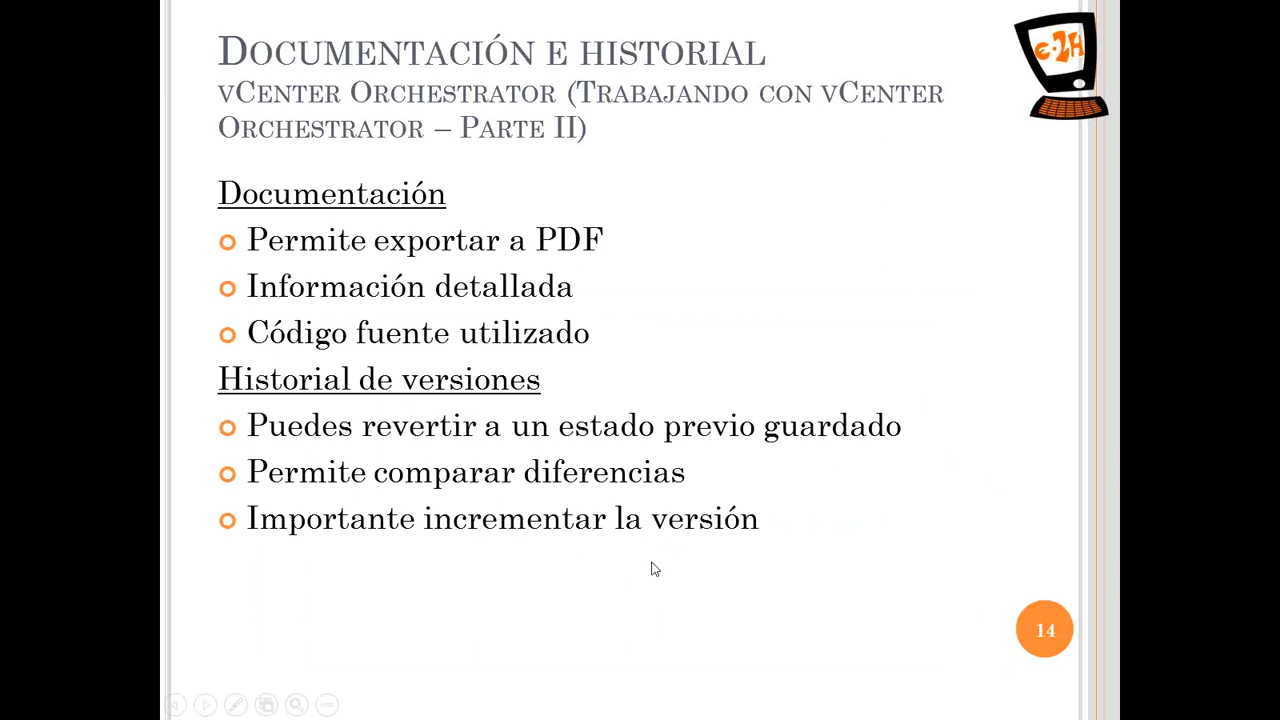 DOCUMENTACIÓN E HISTORIAL
VCENTER ORCHESTRATOR (TRABAJANDO CON VCENTER
ORCHESTRATOR – PARTE II)
e-2H
Documentación
Permite exportar a PDF
Información detallada
Código fuente utilizado
Historial de versiones
Puedes revertir a un estado previo guardado
Permite comparar diferencias
Importante incrementar la versión
14